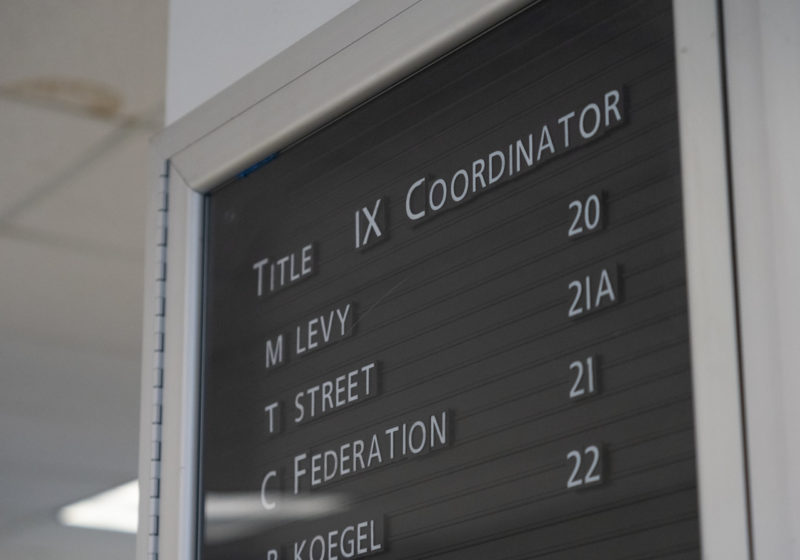 TITLE IX COORDINATOR
M LEVY 20
T STREET 21A
C FEDERATION 21
KOEGEL 22